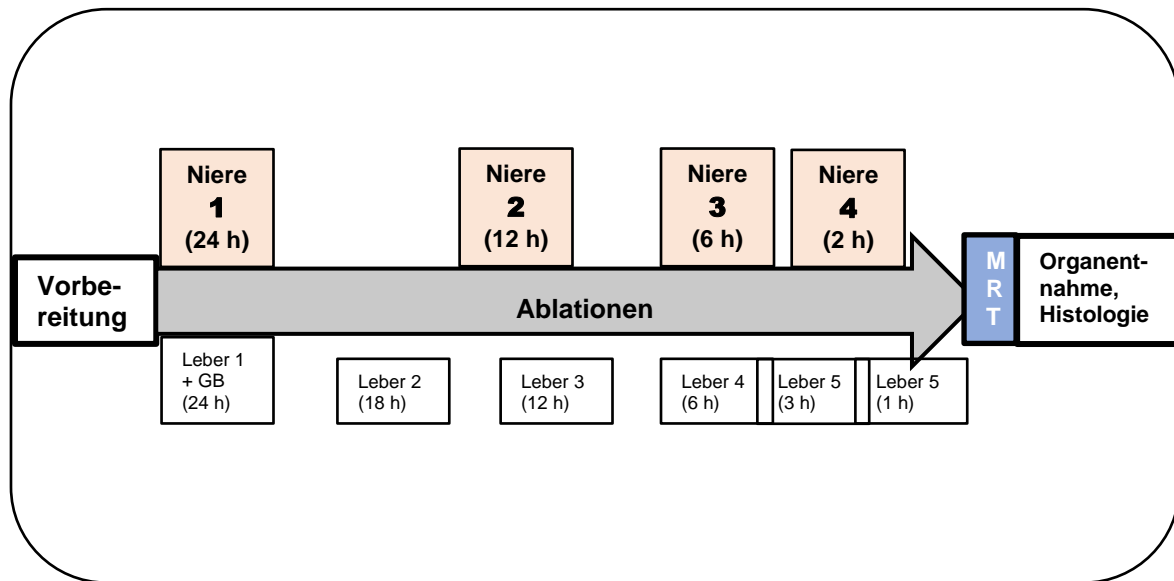 Niere
1
(24 h)
Niere
2
(12 h)
Niere
3
(6 h)
Niere
4
(2 h)
Vorbe-
reitung
Ablationen
M
R
T
Organent-
nahme,
Histologie
Leber 1
+ GB
(24 h)
Leber 2
(18 h)
Leber 3
(12 h)
Leber 4
(6 h)
Leber 5
(3 h)
Leber 5
(1 h)